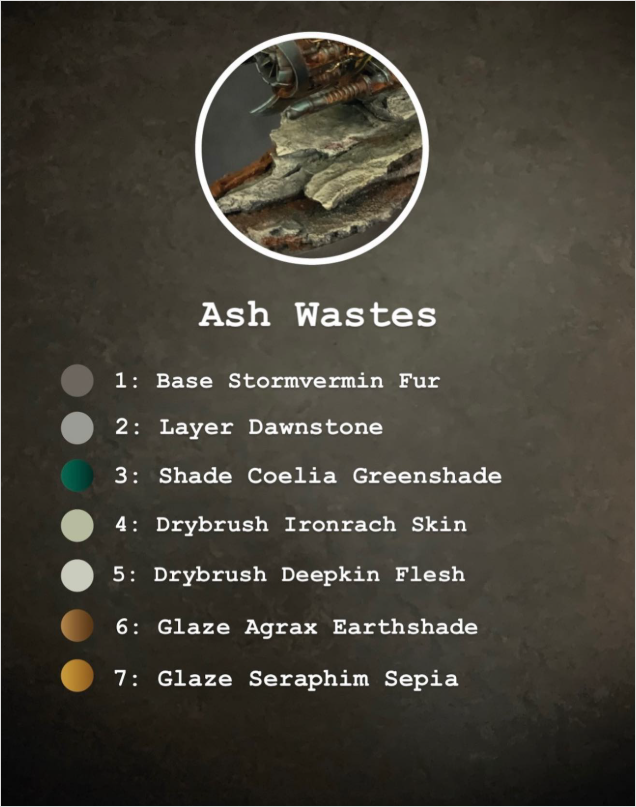 Ash Wastes
1: Base Stormvermin Fur
2: Layer Dawnstone
3: Shade Coelia Greenshade
4: Drybrush Ironrach Skin
5: Drybrush Deepkin Flesh
6: Glaze Agrax Earthshade
7: Glaze Seraphim Sepia